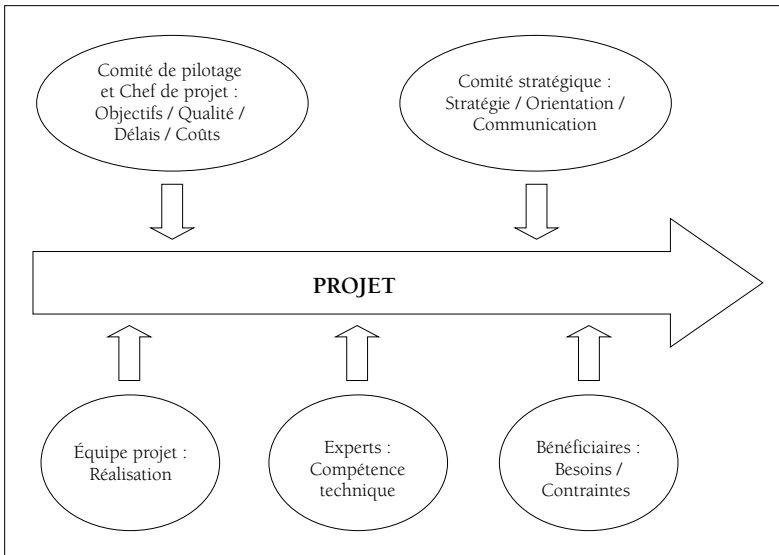 Comité de pilotage
et Chef de projet :
Objectifs / Qualité /
Délais / Coûts
Comité stratégique :
Stratégie / Orientation /
Communication
PROJET
Équipe projet :
Réalisation
Experts :
Compétence
technique
Bénéficiaires :
Besoins /
Contraintes